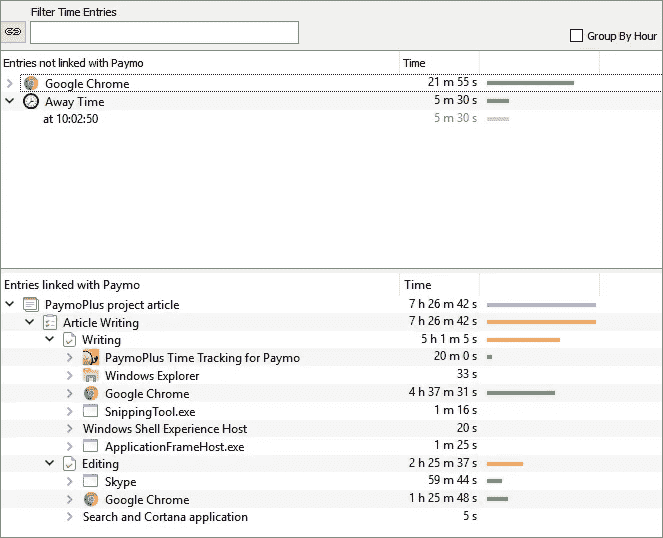 Filter Time Entries
Group By Hour
Entries not linked with Paymo Time
Google Chrome 21 m 55 s
Away Time 5 m 30 s
at 10:02:50 5 m 30 s
Entries linked with Paymo Time
PaymoPlus project article 7 h 26 m 42 s
Article Writing 7 h 26 m 42 s
Writing 5 h 1 m 5 s
PaymoPlus Time Tracking for Paymo 20 m 0 s
Windows Explorer 33 s
Google Chrome 4 h 37 m 31 s
SnippingTool.exe 1 m 16 s
Windows Shell Experience Host 20 s
ApplicationFrameHost.exe 1 m 25 s
Editing 2 h 25 m 37 s
Skype 59 m 44 s
Google Chrome 1 h 25 m 48 s
Search and Cortana application 5 s